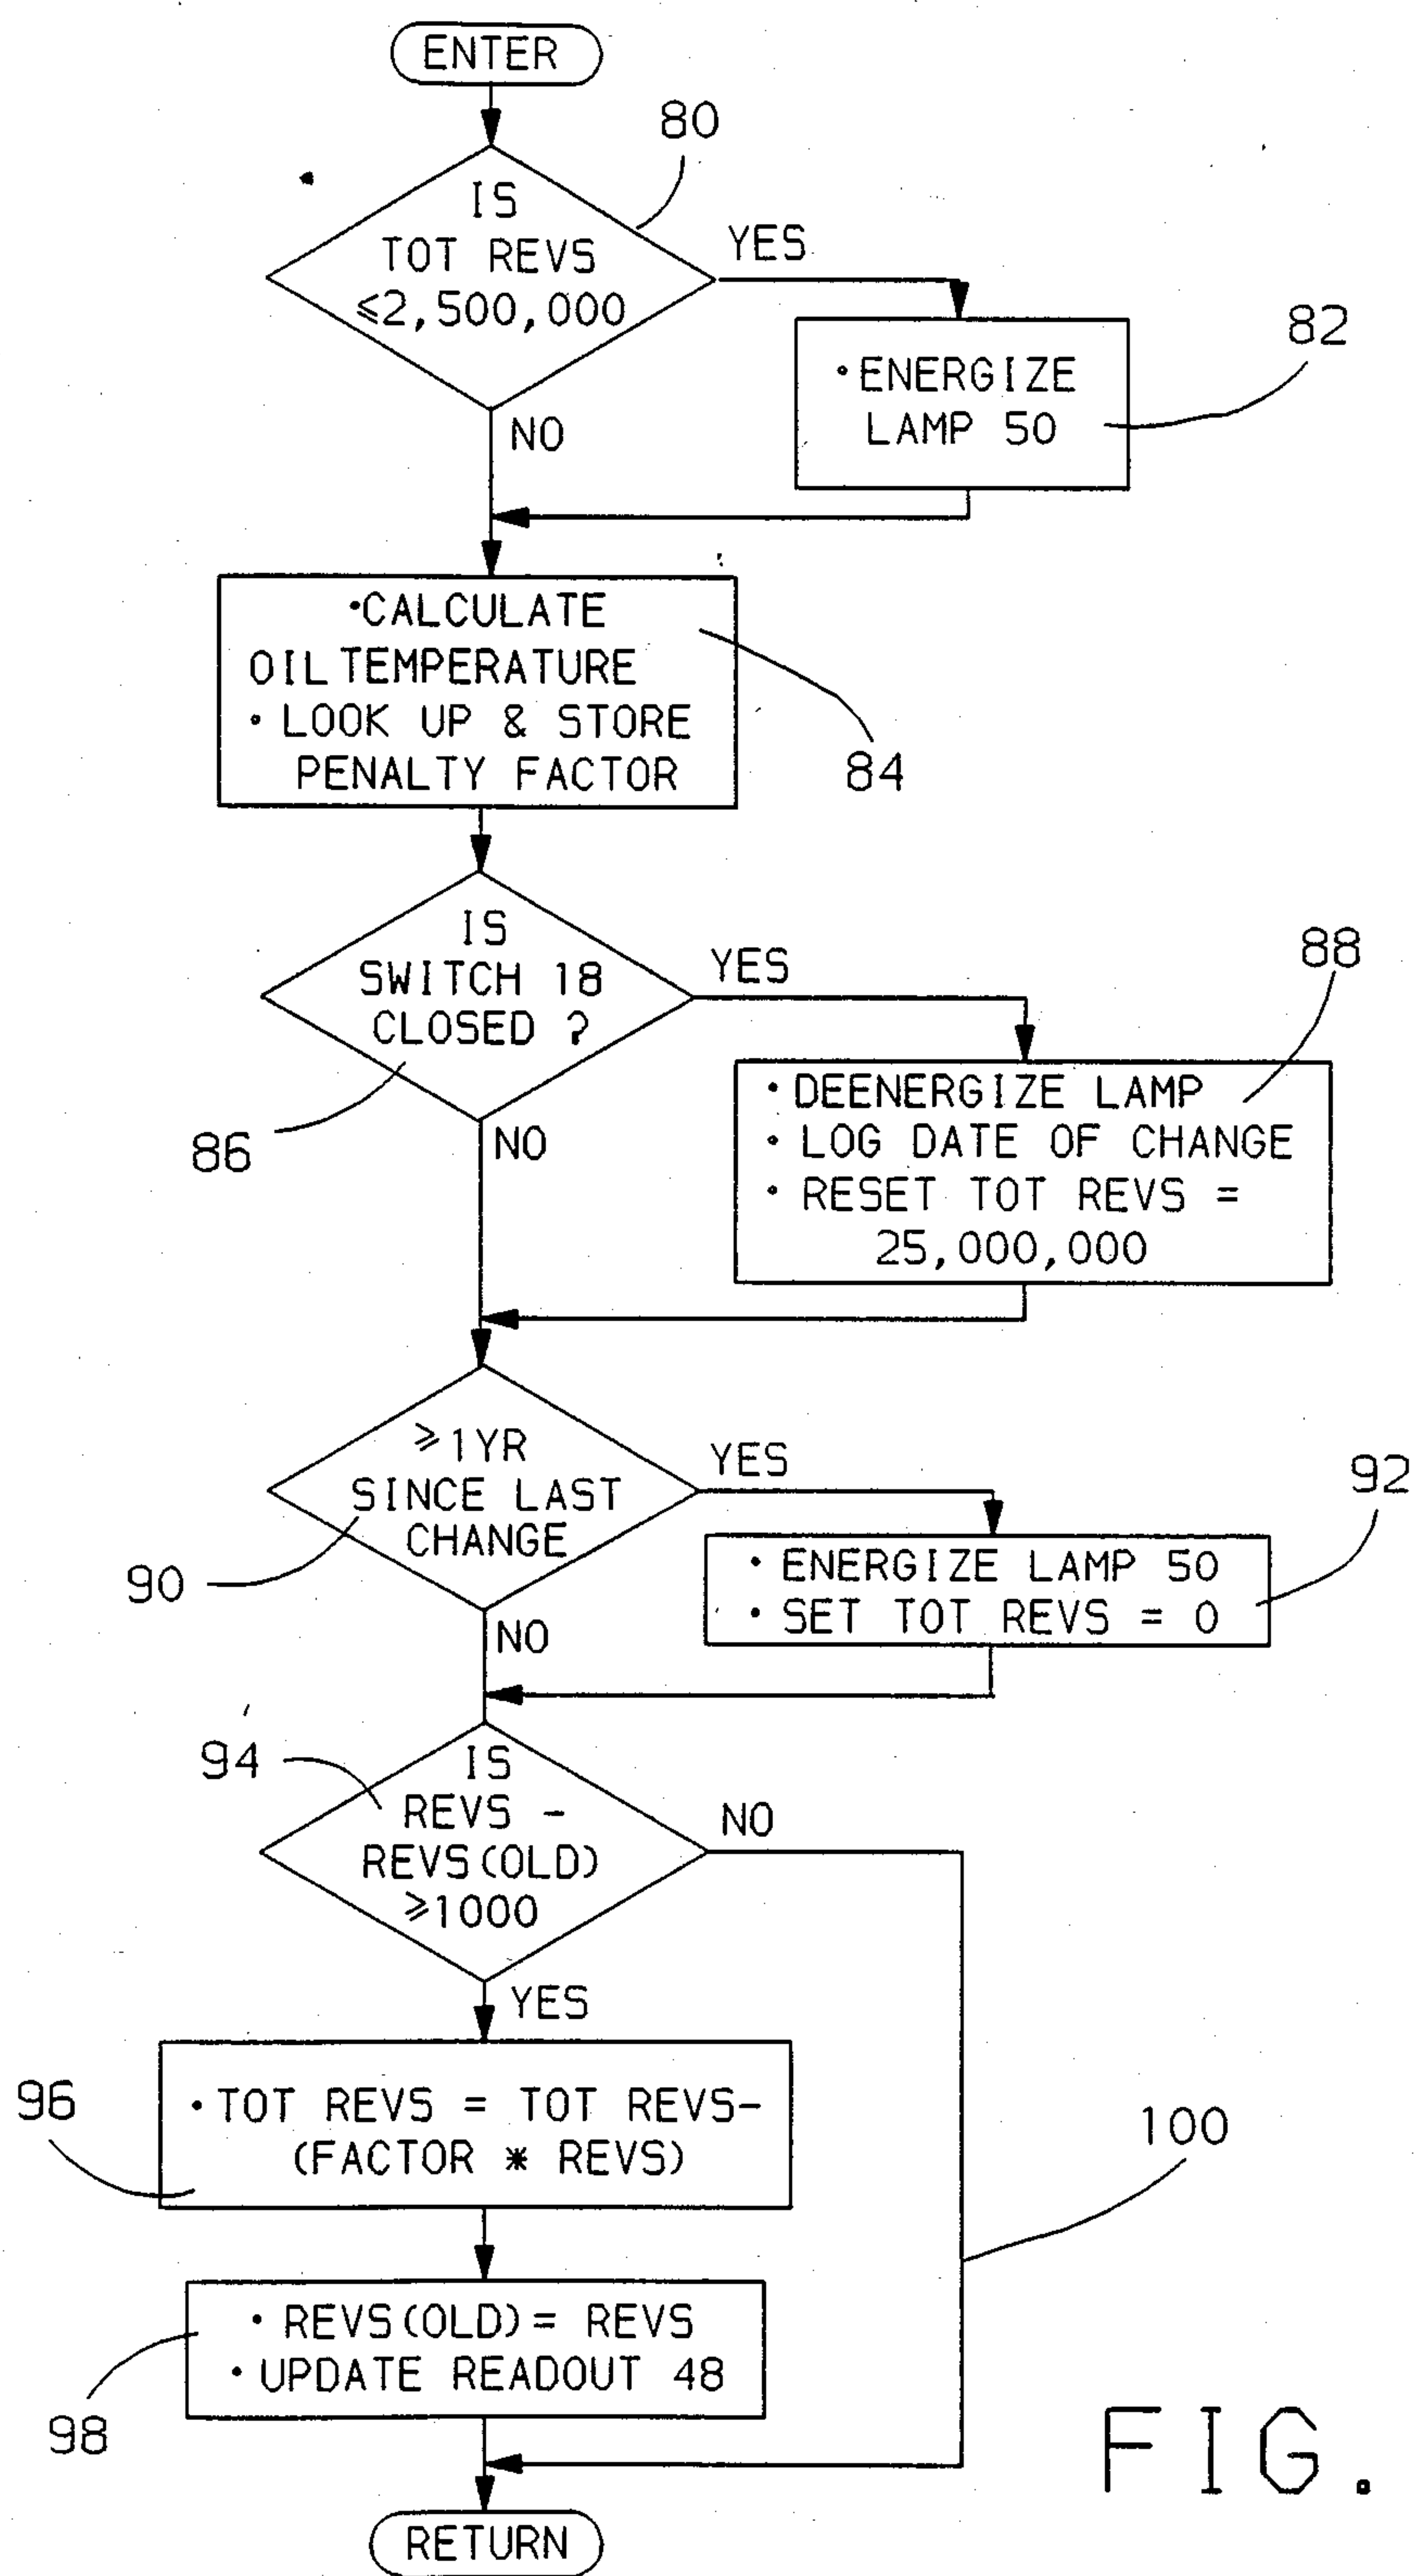 ENTER
80
IS
TOT REVS
≤2,500,000
YES
NO
82
•ENERGIZE
LAMP 50
•CALCULATE
OIL TEMPERATURE
• LOOK UP & STORE
PENALTY FACTOR
84
IS
SWITCH 18
CLOSED ?
YES
NO
86
88
• DEENERGIZE LAMP
• LOG DATE OF CHANGE
• RESET TOT REVS =
25,000,000
≥1YR
SINCE LAST
CHANGE
YES
NO
90
92
• ENERGIZE LAMP 50
• SET TOT REVS = 0
94
IS
REVS -
REVS(OLD)
≥1000
NO
YES
96
• TOT REVS = TOT REVS-
(FACTOR * REVS)
100
• REVS(OLD)= REVS
• UPDATE READOUT 48
98
RETURN
FIG.